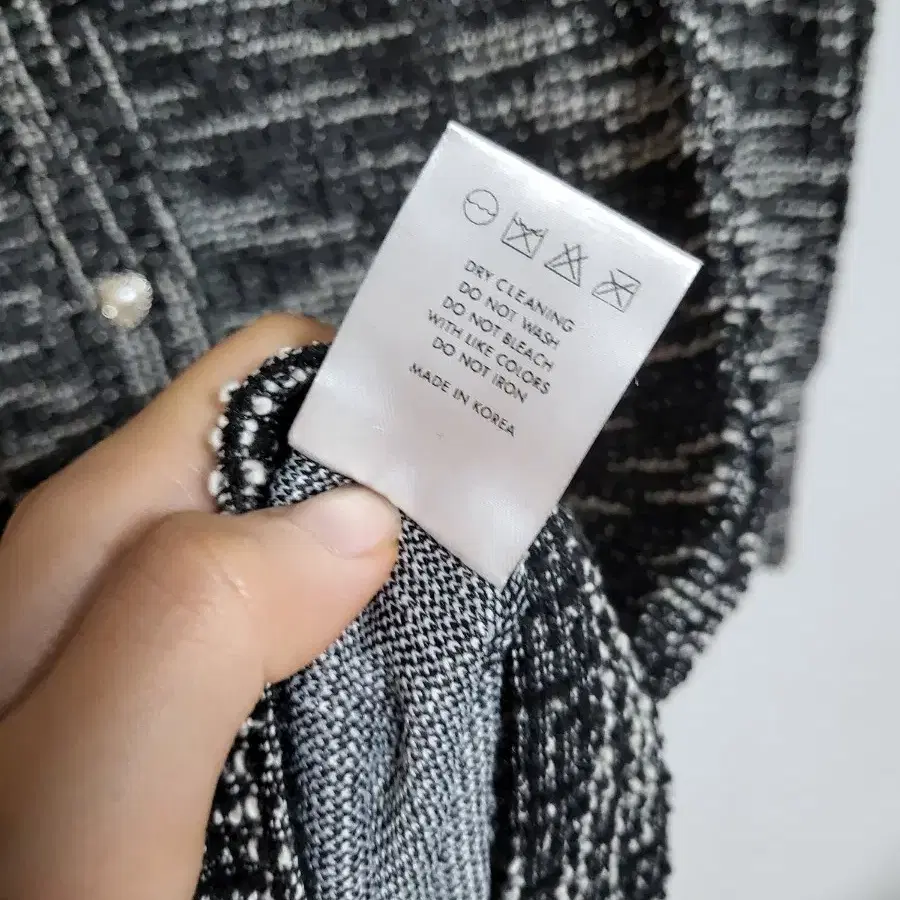 DRY CLEANING
DO NOT WASH
DO NOT BLEACH
WITH LIKE COLORS
DO NOT IRON
MADE IN KOREA